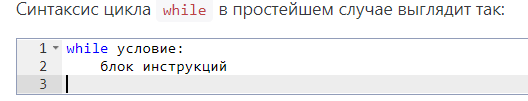 Синтаксис цикла while в простейшем случае выглядит так:
1 while условие:
2     блок инструкций
3